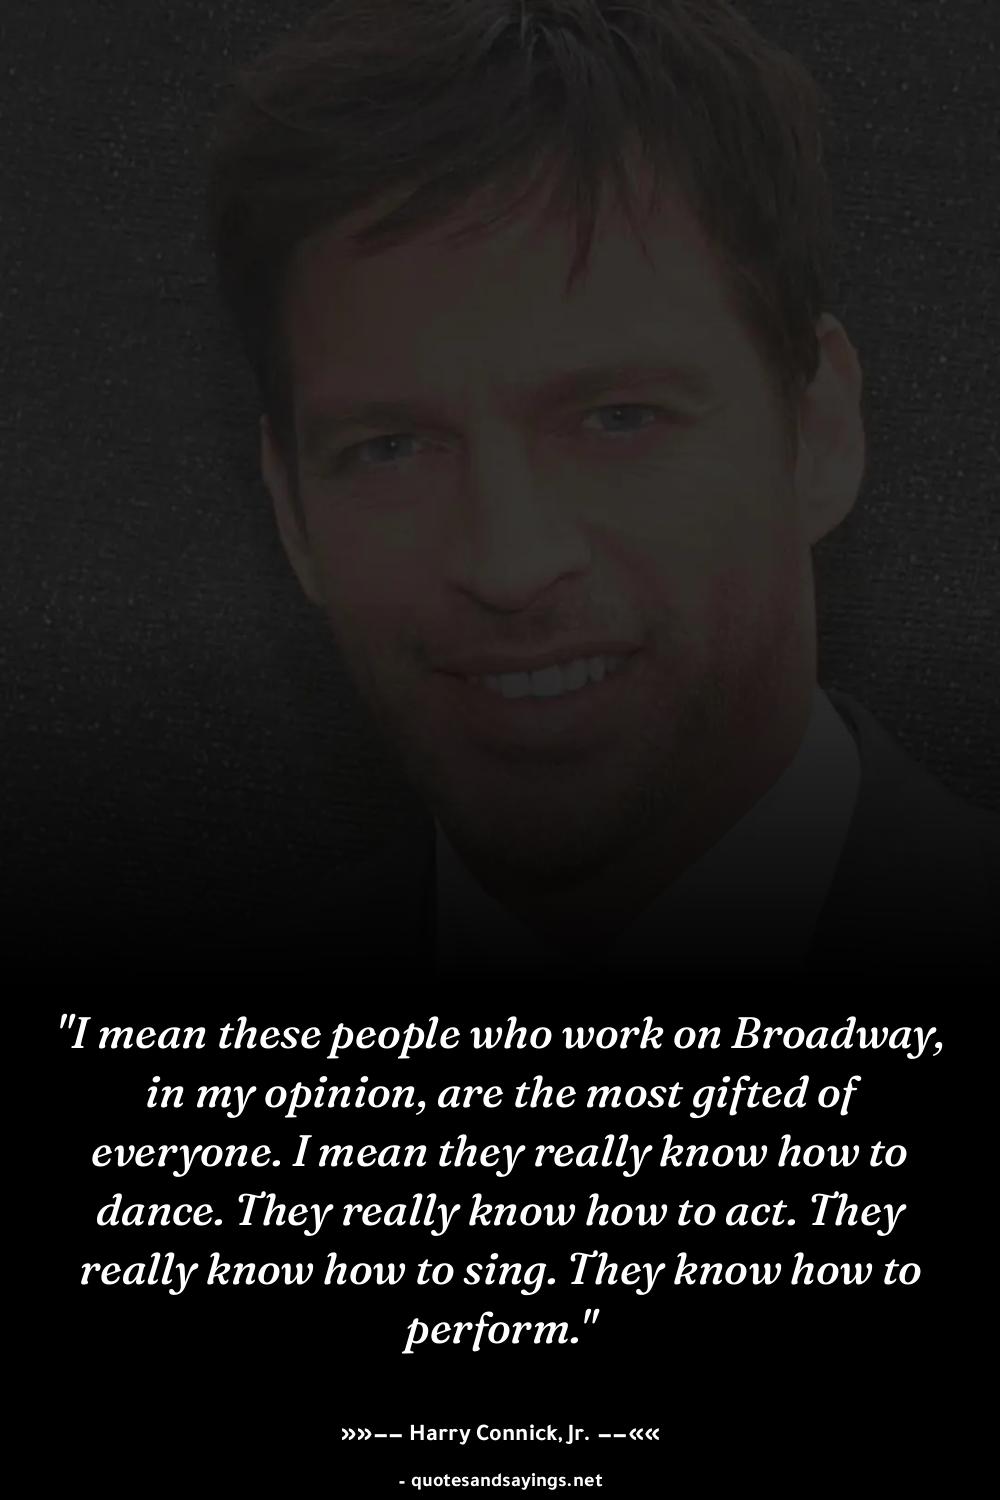 "I mean these people who work on Broadway,
in my opinion, are the most gifted of
everyone. I mean they really know how to
dance. They really know how to act. They
really know how to sing. They know how to
perform."
»»−− Harry Connick, Jr. −−««
- quotesandsayings.net